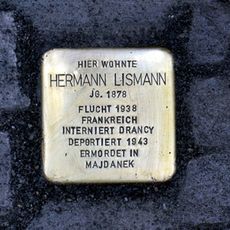 HIER WOHNTE
HERMANN LISMANN
JG. 1878
FLUCHT 1938
FRANKREICH
INTERNIERT DRANCY
DEPORTIERT 1943
ERMORDET IN
MAJDANEK